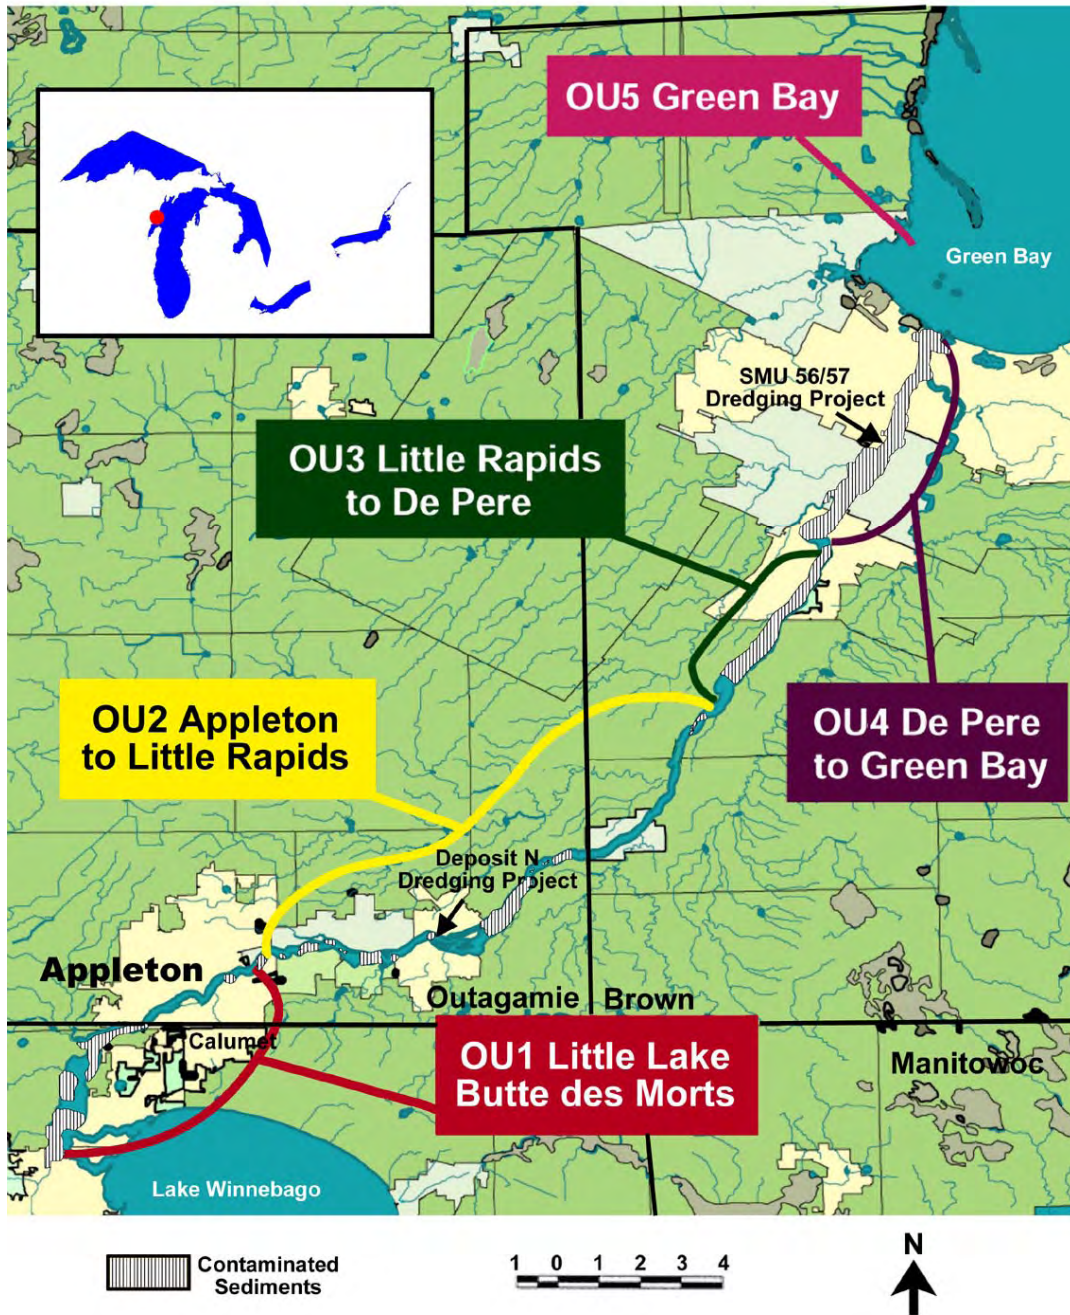 OU5 Green Bay
Green Bay
SMU 56/57
Dredging Project
OU3 Little Rapids
to De Pere
OU2 Appleton
to Little Rapids
OU4 De Pere
to Green Bay
Deposit N
Dredging Project
Appleton
Outagamie
Brown
Calumet
OU1 Little Lake
Butte des Morts
Manitowoc
Lake Winnebago
Contaminated
Sediments
1 0 1 2 3 4
N